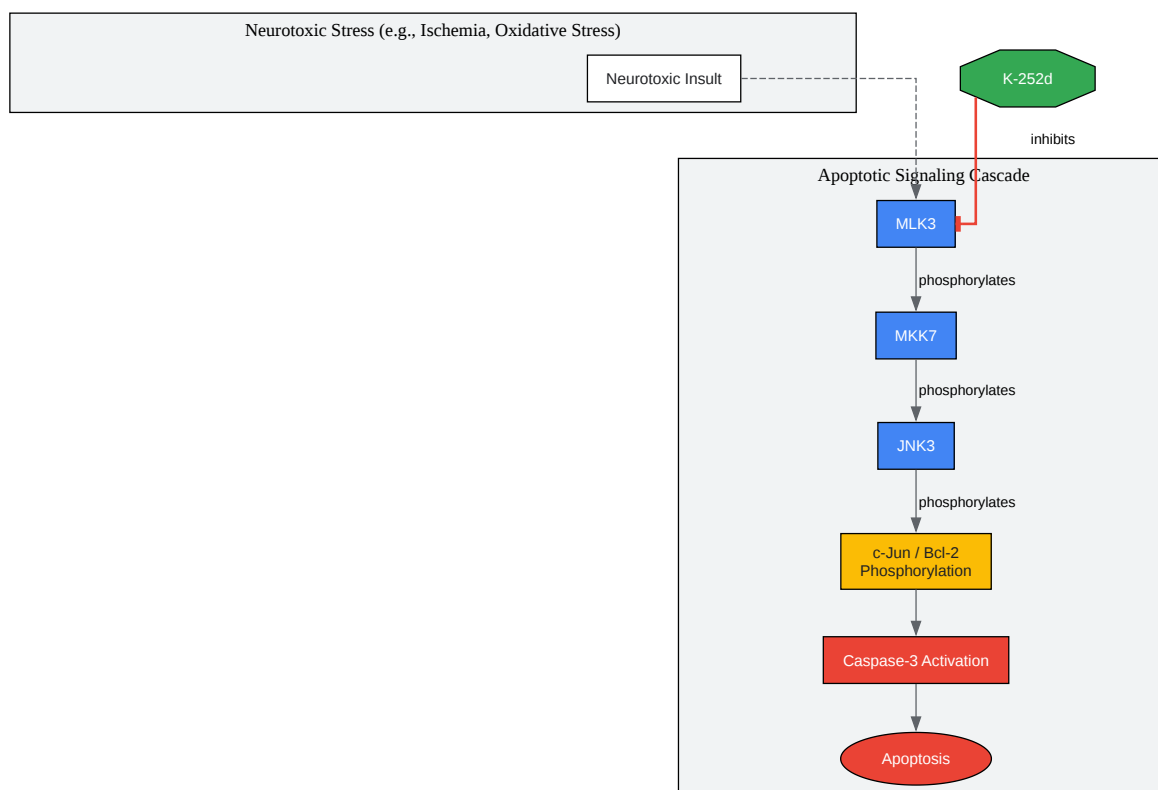 Neurotoxic Stress (e.g., Ischemia, Oxidative Stress)
Neurotoxic Insult
K-252d
inhibits
Apoptotic Signaling Cascade
MLK3
phosphorylates
MKK7
phosphorylates
JNK3
phosphorylates
c-Jun / Bcl-2
Phosphorylation
Caspase-3 Activation
Apoptosis